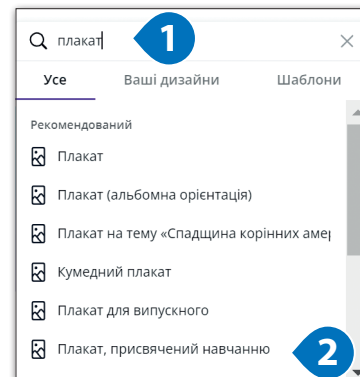 плакат
1
Усе Ваші дизайни Шаблони
Рекомендований
Плакат
Плакат (альбомна орієнтація)
Плакат на тему «Спадщина корінних амер
Кумедний плакат
Плакат для випускного
Плакат, присвячений навчанню
2